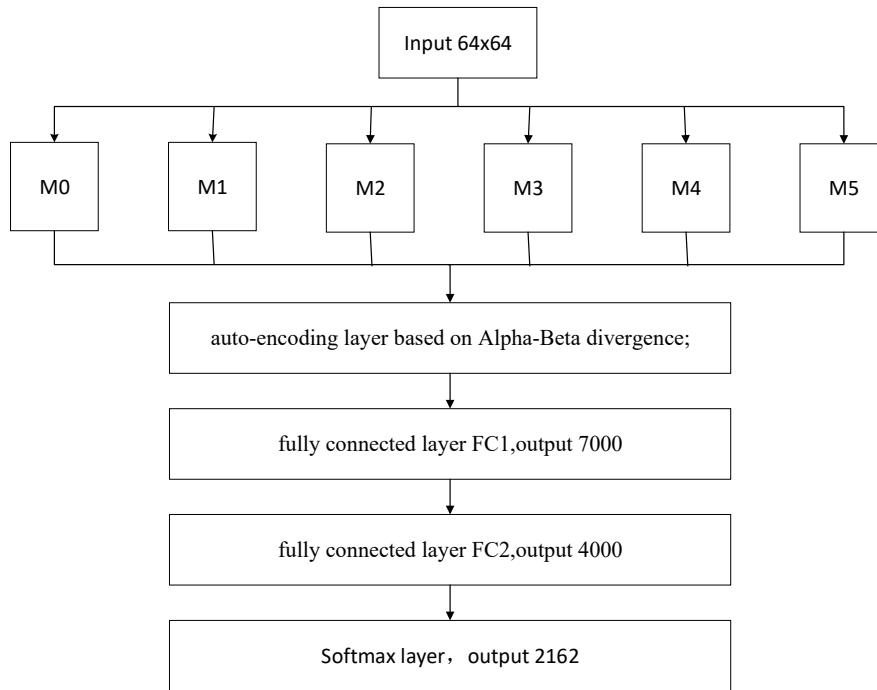 Input 64x64
M0
M1
M2
M3
M4
M5
auto-encoding layer based on Alpha-Beta divergence;
fully connected layer FC1,output 7000
fully connected layer FC2,output 4000
Softmax layer，output 2162